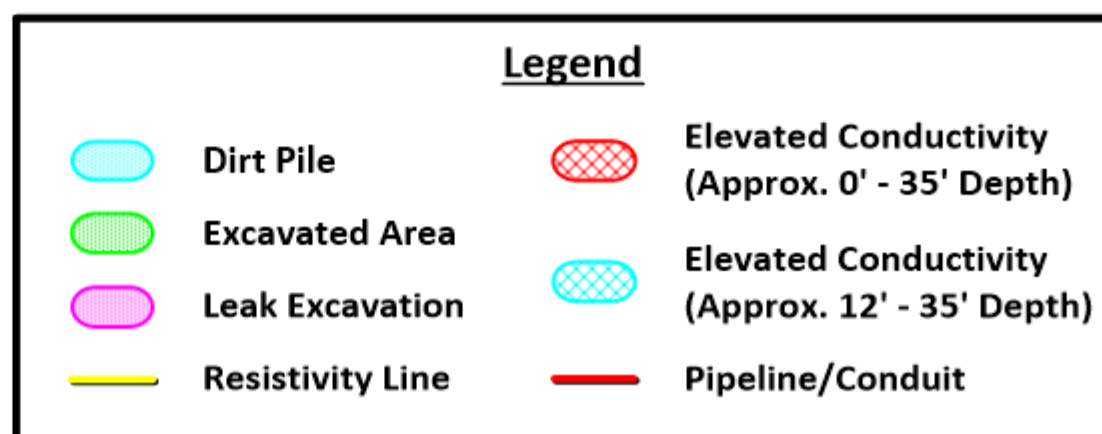 Legend
Dirt Pile
Excavated Area
Leak Excavation
Resistivity Line
Elevated Conductivity
(Approx. 0' - 35' Depth)
Elevated Conductivity
(Approx. 12' - 35' Depth)
Pipeline/Conduit